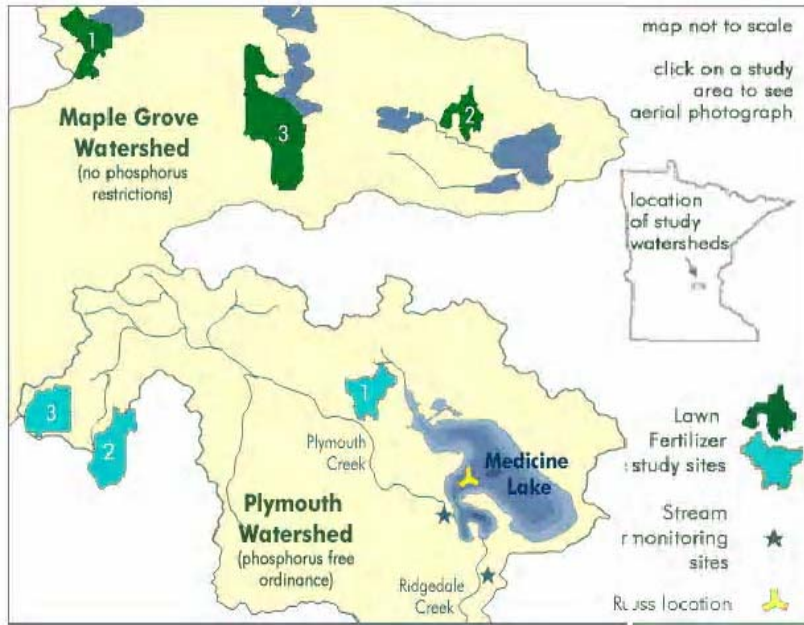 map not to scale
click on a study
area to see
aerial photograph
1
3
2
Maple Grove
Watershed
(no phosphorus
restrictions)
location
of study
watersheds
3
2
1
Plymouth
Creek
Medicine
Lake
Plymouth
Watershed
(phosphorus free
ordinance)
Ridgedale
Creek
Lawn
Fertilizer
study sites
Stream
monitoring
sites
Russ location